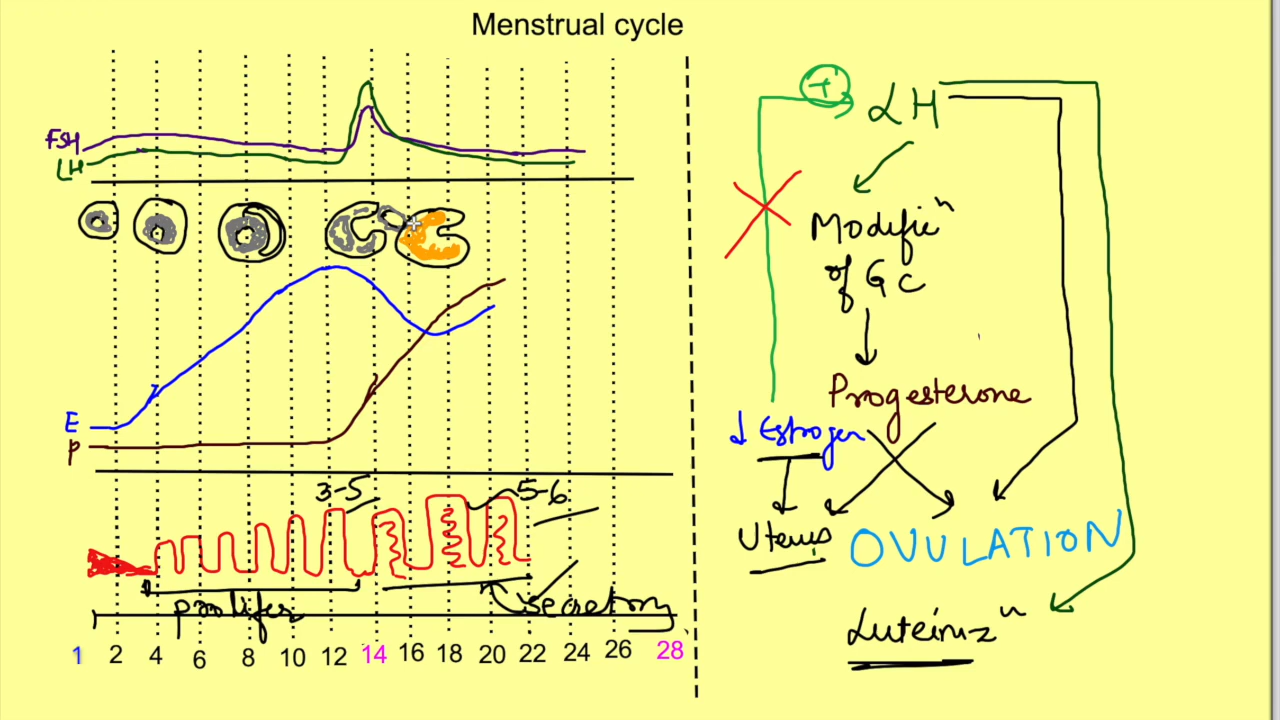 Menstrual cycle
FSH
LH
E
P
3-5
5-6
prolifer
secretory
1 2 4 6 8 10 12 14 16 18 20 22 24 26 28
+
LH
Modificⁿ
of GC
Progesterone
↓ Estrogen
Uterus
OVULATION
Luteinizⁿ